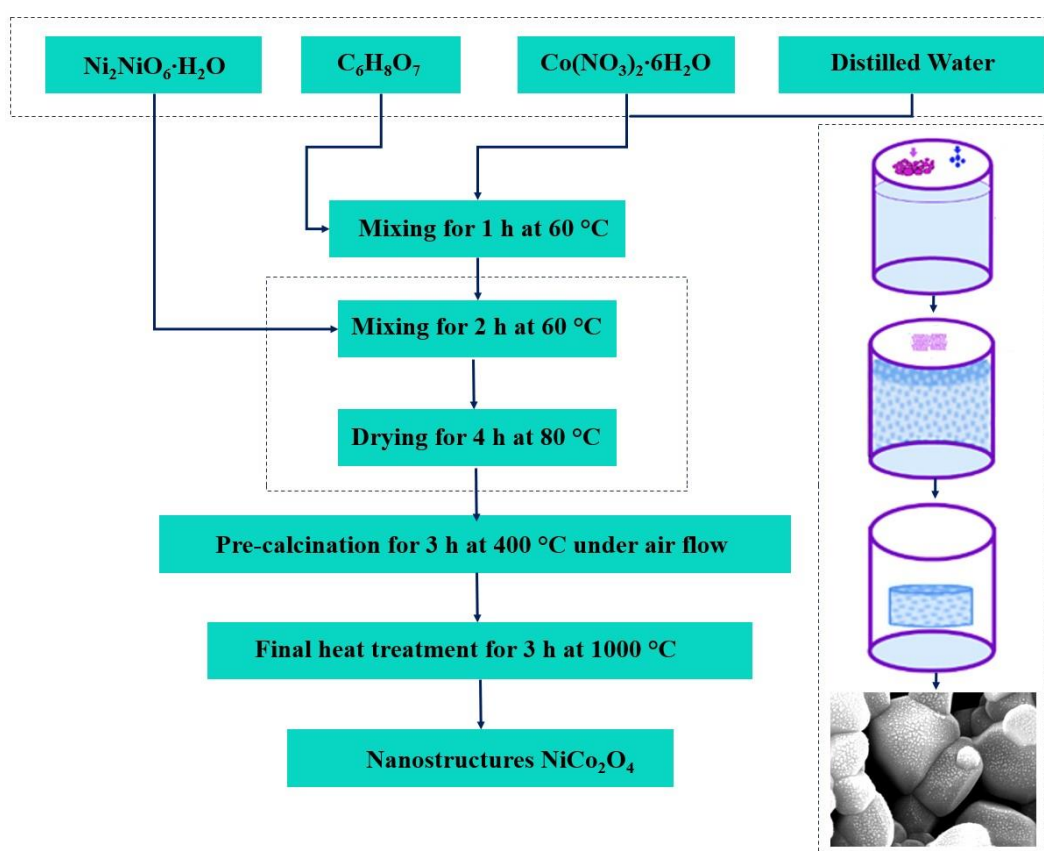 Ni₂NiO₆·H₂O
C₆H₈O₇
Co(NO₃)₂·6H₂O
Distilled Water
Mixing for 1 h at 60 °C
Mixing for 2 h at 60 °C
Drying for 4 h at 80 °C
Pre-calcination for 3 h at 400 °C under air flow
Final heat treatment for 3 h at 1000 °C
Nanostructures NiCo₂O₄